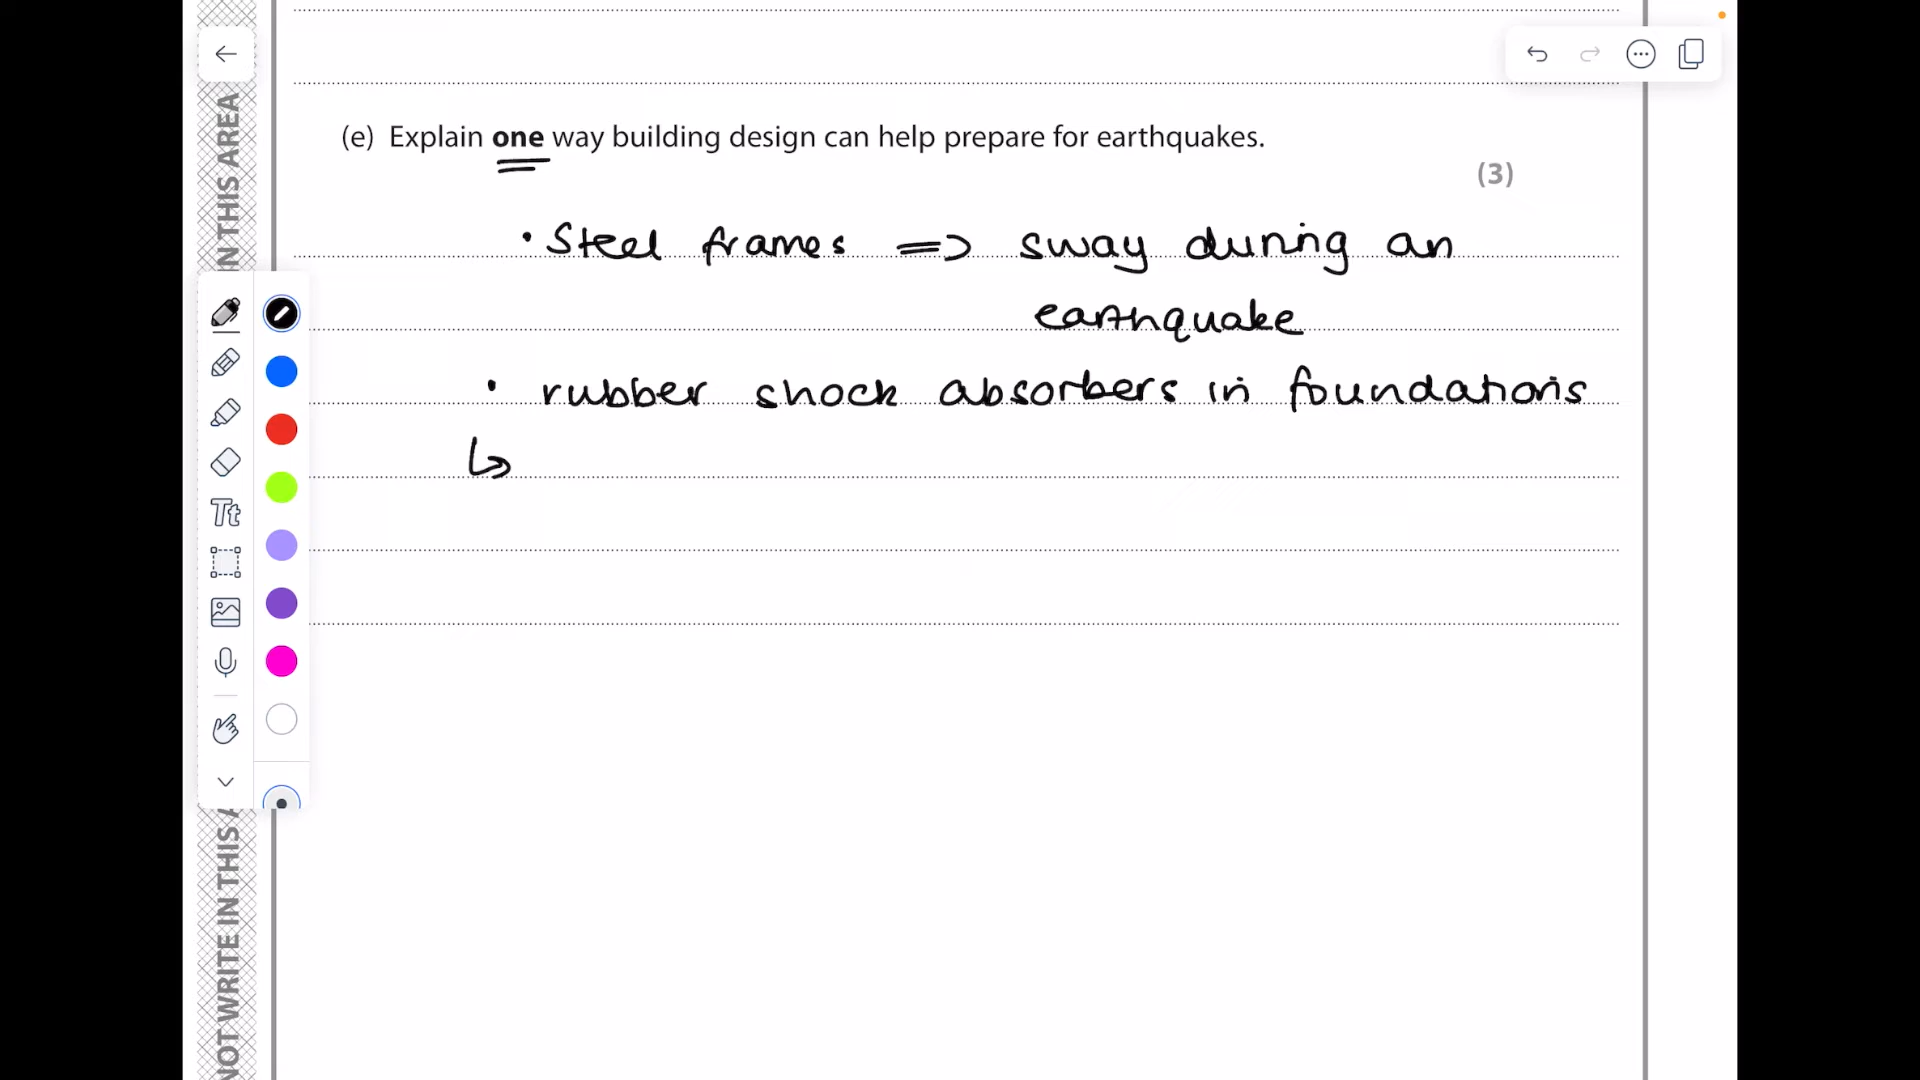 (e) Explain one way building design can help prepare for earthquakes.
(3)
• Steel frames => sway during an
earthquake
• rubber shock absorbers in foundations
↳
IN THIS AREA
Tt
NOT WRITE IN THIS A